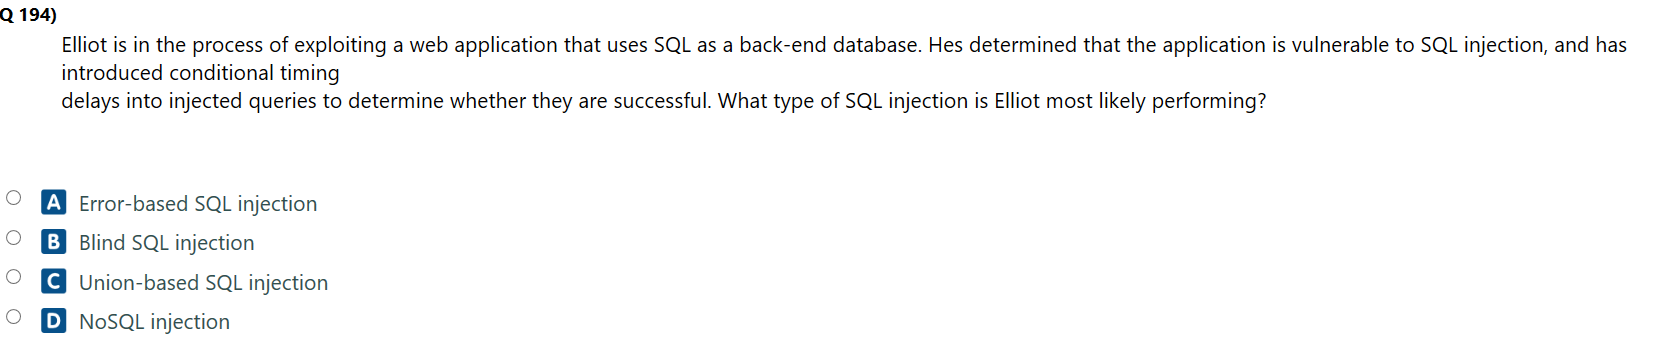 Q 194)
Elliot is in the process of exploiting a web application that uses SQL as a back-end database. Hes determined that the application is vulnerable to SQL injection, and has
introduced conditional timing
delays into injected queries to determine whether they are successful. What type of SQL injection is Elliot most likely performing?
A Error-based SQL injection
B Blind SQL injection
C Union-based SQL injection
D NoSQL injection